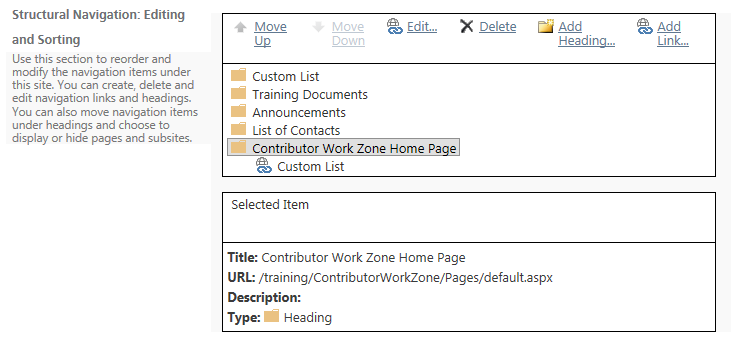 Structural Navigation: Editing
and Sorting
Use this section to reorder and
modify the navigation items under
this site. You can create, delete and
edit navigation links and headings.
You can also move navigation items
under headings and choose to
display or hide pages and subsites.
Move Up
Move Down
Edit...
Delete
Add Heading...
Add Link...
Custom List
Training Documents
Announcements
List of Contacts
Contributor Work Zone Home Page
Custom List
Selected Item
Title: Contributor Work Zone Home Page
URL: /training/ContributorWorkZone/Pages/default.aspx
Description:
Type: Heading